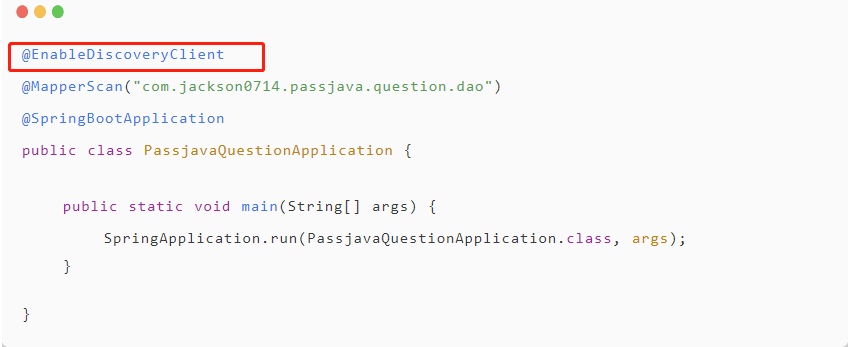 @EnableDiscoveryClient
@MapperScan("com.jackson0714.passjava.question.dao")
@SpringBootApplication
public class PassjavaQuestionApplication {
public static void main(String[] args) {
SpringApplication.run(PassjavaQuestionApplication.class, args);
}
}